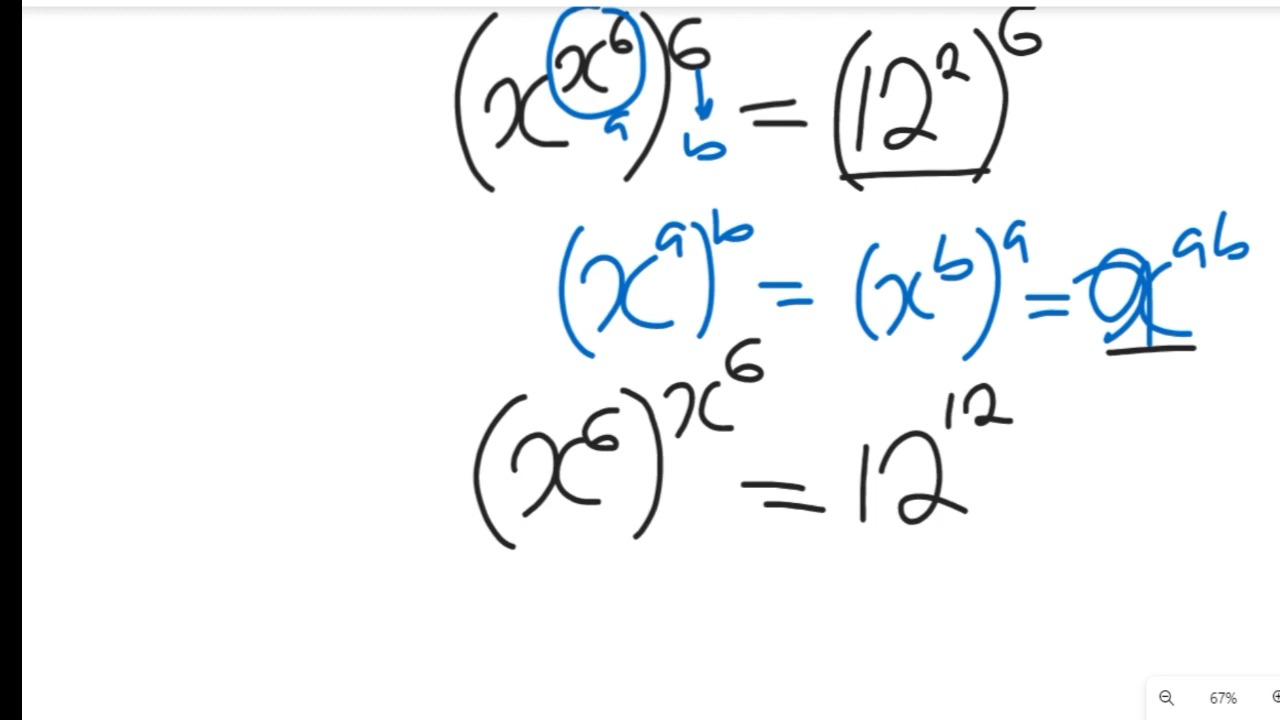 (x^{x^6})^6 = (12^2)^6
a
b
(x^a)^b = (x^b)^a = x^{ab}
(x^6)^{x^6} = 12^{12}
67%